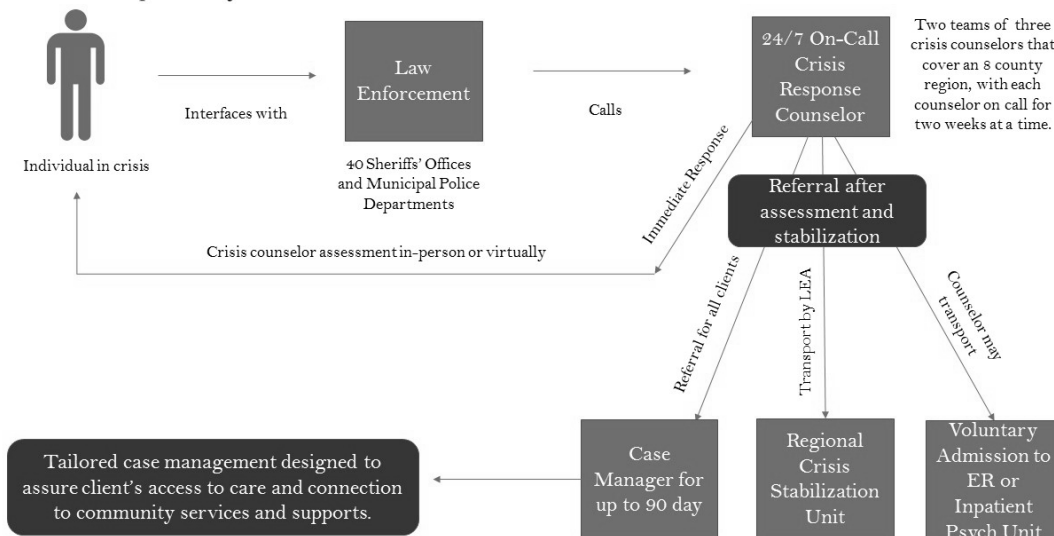 Individual in crisis
Interfaces with
Law
Enforcement
40 Sheriffs' Offices
and Municipal Police
Departments
Calls
24/7 On-Call
Crisis
Response
Counselor
Two teams of three
crisis counselors that
cover an 8 county
region, with each
counselor on call for
two weeks at a time.
Immediate Response
Crisis counselor assessment in-person or virtually
Referral after
assessment and
stabilization
Referral for all clients
Transport by LEA
Counselor may
transport
Case
Manager for
up to 90 day
Regional
Crisis
Stabilization
Unit
Voluntary
Admission to
ER or
Inpatient
Psych Unit
Tailored case management designed to
assure client's access to care and connection
to community services and supports.